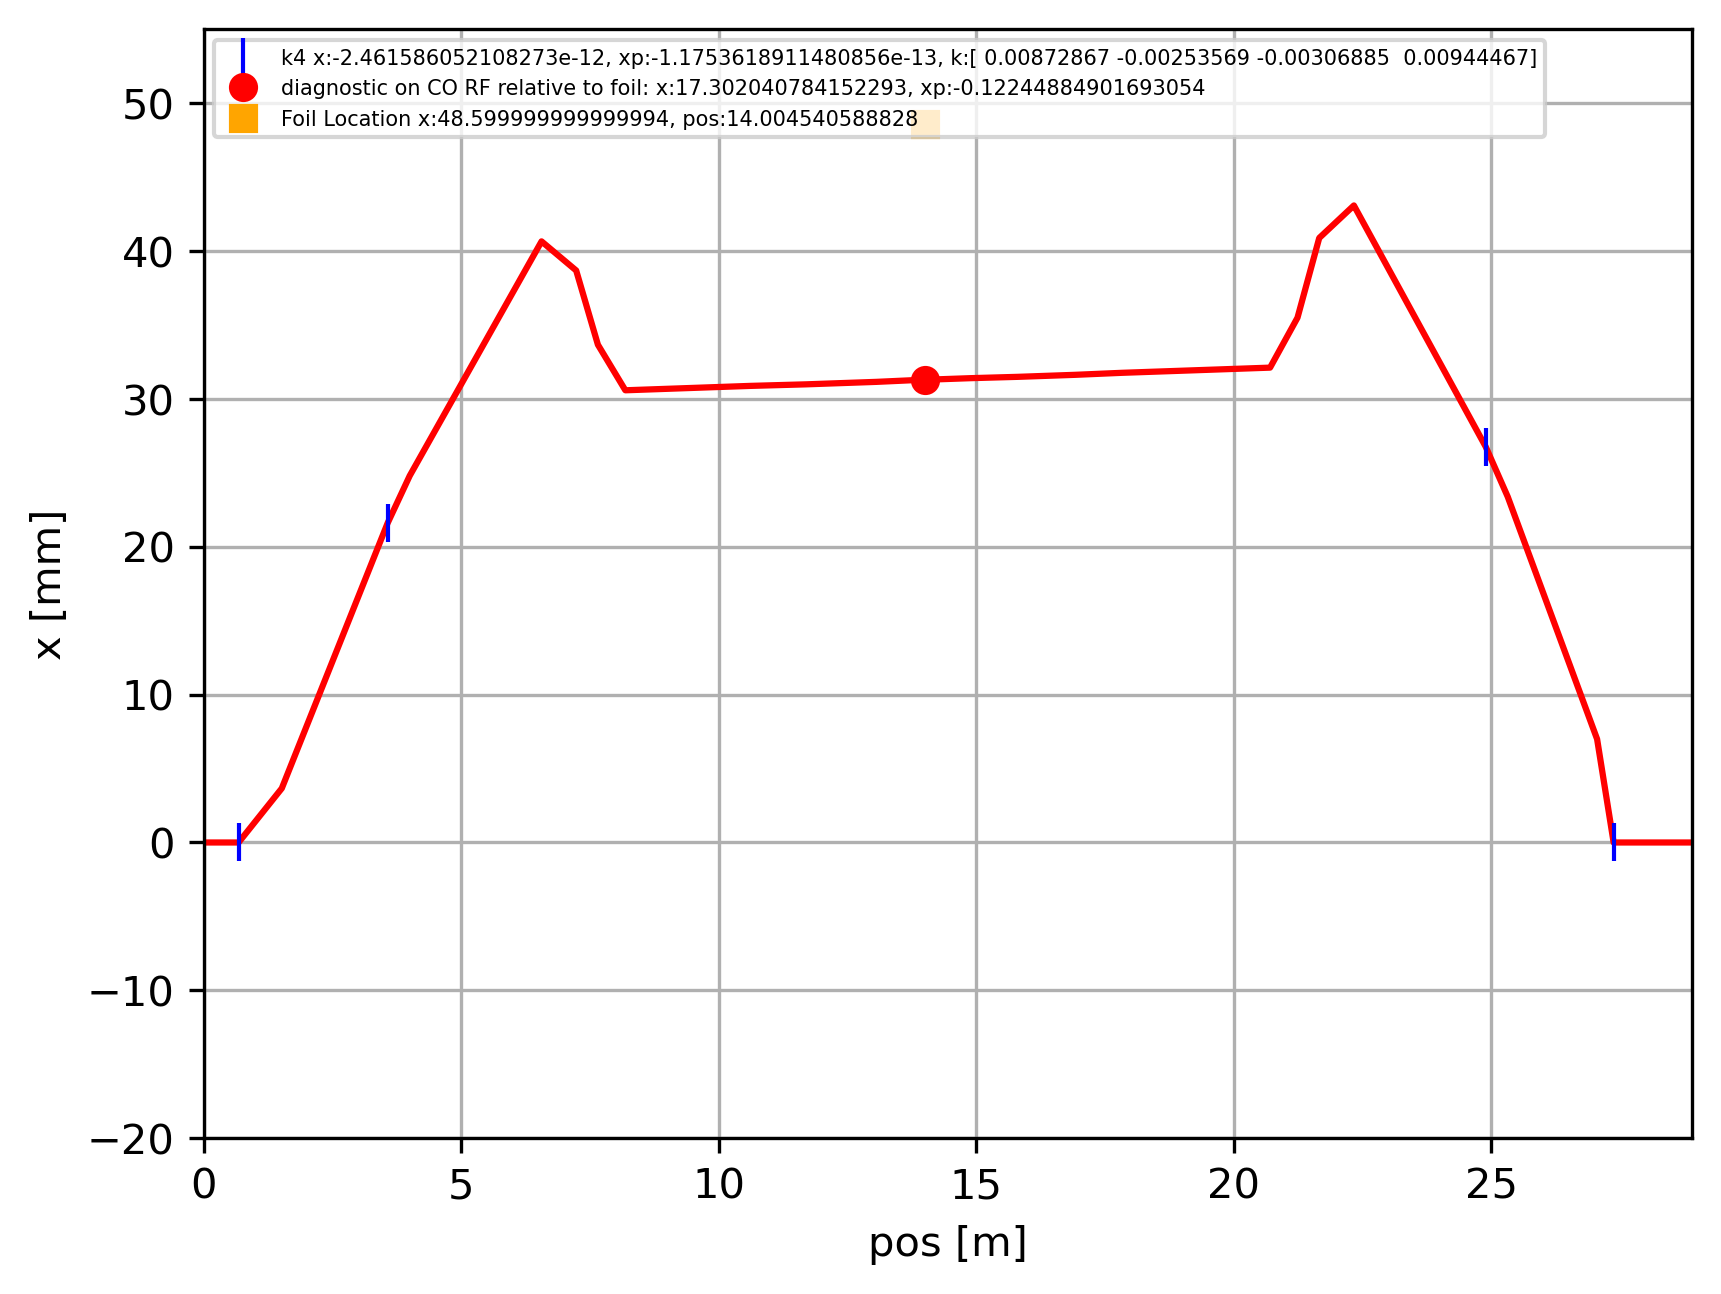 k4 x:-2.461586052108273e-12, xp:-1.1753618911480856e-13, k:[ 0.00872867 -0.00253569 -0.00306885  0.00944467]
diagnostic on CO RF relative to foil: x:17.302040784152293, xp:-0.12244884901693054
Foil Location x:48.599999999999994, pos:14.004540588828
50
40
30
20
10
0
−10
−20
x [mm]
0 5 10 15 20 25
pos [m]